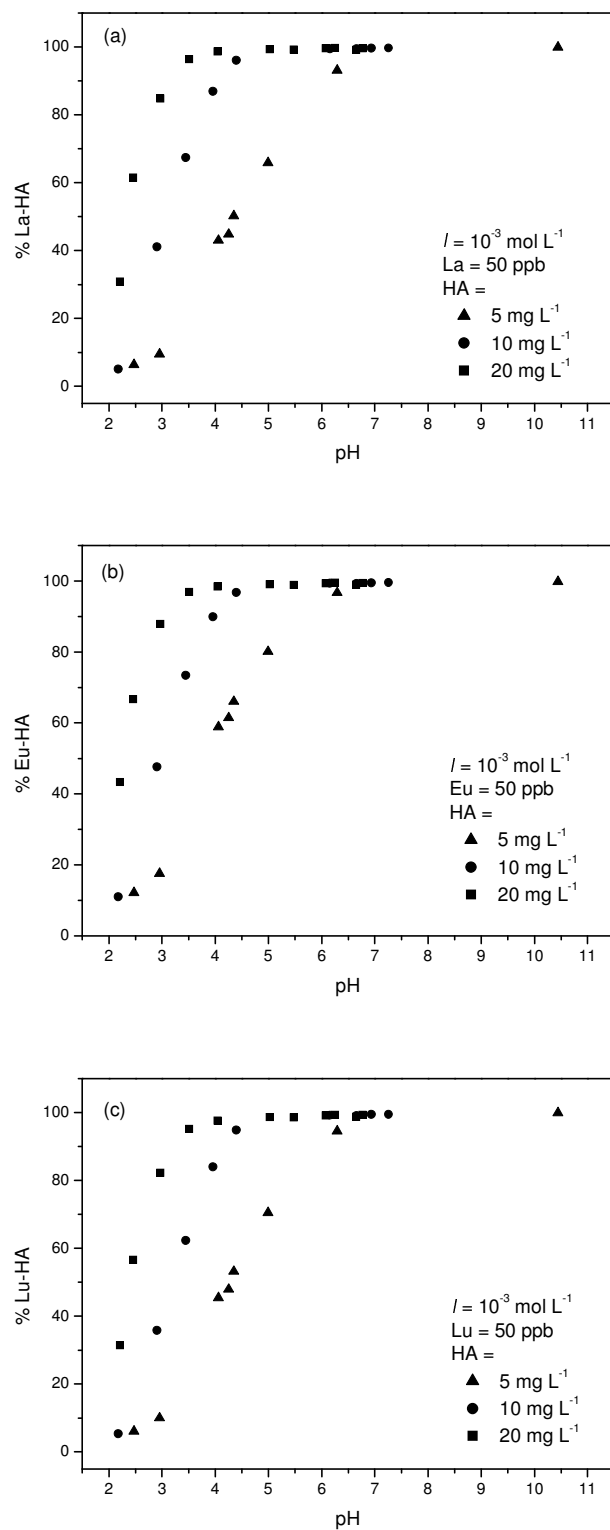 (a)
100
80
60
40
20
0
% La-HA
I = 10⁻³ mol L⁻¹
La = 50 ppb
HA =
5 mg L⁻¹
10 mg L⁻¹
20 mg L⁻¹
2 3 4 5 6 7 8 9 10 11
pH
(b)
100
80
60
40
20
0
% Eu-HA
I = 10⁻³ mol L⁻¹
Eu = 50 ppb
HA =
5 mg L⁻¹
10 mg L⁻¹
20 mg L⁻¹
2 3 4 5 6 7 8 9 10 11
pH
(c)
100
80
60
40
20
0
% Lu-HA
I = 10⁻³ mol L⁻¹
Lu = 50 ppb
HA =
5 mg L⁻¹
10 mg L⁻¹
20 mg L⁻¹
2 3 4 5 6 7 8 9 10 11
pH